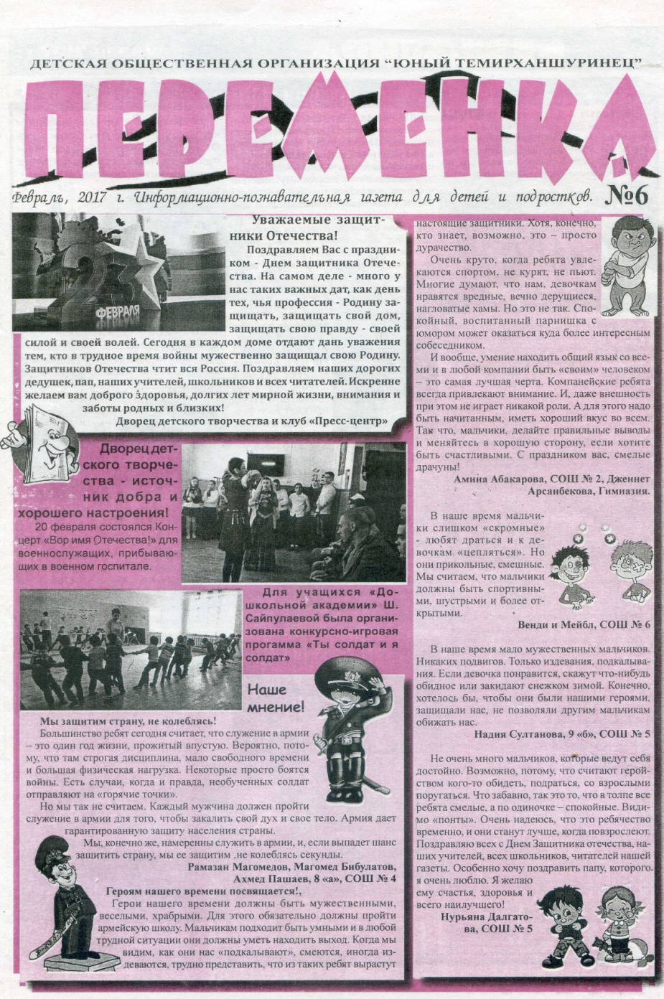 ДЕТСКАЯ ОБЩЕСТВЕННАЯ ОРГАНИЗАЦИЯ “ЮНЫЙ ТЕМИРХАНШУРИНЕЦ”
ПЕРЕМЕНКА
Февраль, 2017 г. Информационно-познавательная газета для детей и подростков. №6
23
ФЕВРАЛЯ
Уважаемые защит-
ники Отечества!
Поздравляем Вас с праздни-
ком - Днем защитника Отече-
ства. На самом деле - много у
нас таких важных дат, как день
тех, чья профессия - Родину за-
щищать, защищать свой дом,
защищать свою правду - своей
силой и своей волей. Сегодня в каждом доме отдают дань уважения
тем, кто в трудное время войны мужественно защищал свою Родину.
Защитников Отечества чтит вся Россия. Поздравляем наших дорогих
дедушек, пап, наших учителей, школьников и всех читателей. Искренне
желаем вам доброго здоровья, долгих лет мирной жизни, внимания и
заботы родных и близких!
Дворец детского творчества и клуб «Пресс-центр»
Дворец дет-
ского творче-
ства - источ-
ник добра и
хорошего настроения!
20 февраля состоялся Кон-
церт «Вор имя Отечества!» для
военнослужащих, прибываю-
щих в военном госпитале.
Для учащихся «До-
школьной академии» Ш.
Сайпулаевой была органи-
зована конкурсно-игровая
прогамма «Ты солдат и я
солдат»
Наше
мнение!
Мы защитим страну, не колеблясь!
Большинство ребят сегодня считает, что служение в армии
– это один год жизни, прожитый впустую. Вероятно, пото-
му, что там строгая дисциплина, мало свободного времени
и большая физическая нагрузка. Некоторые просто боятся
войны. Есть случаи, когда и правда, необученных солдат
отправляют на «горячие точки».
Но мы так не считаем. Каждый мужчина должен пройти
служение в армии для того, чтобы закалить свой дух и свое тело. Армия дает
гарантированную защиту населения страны.
Мы, конечно же, намеренны служить в армии, и, если выпадет шанс
защитить страну, мы ее защитим ,не колеблясь секунды.
Рамазан Магомедов, Магомед Бибулатов,
Ахмед Пашаев, 8 «а», СОШ № 4
Героям нашего времени посвящается!,
Герои нашего времени должны быть мужественными,
веселыми, храбрыми. Для этого обязательно должны пройти
армейскую школу. Мальчикам подходит быть умными и в любой
трудной ситуации они должны уметь находить выход. Когда мы
видим, как они нас «подкалывают», смеются, иногда из-
деваются, трудно представить, что из таких ребят вырастут
настоящие защитники. Хотя, конечно,
кто знает, возможно, это – просто
дурачество.
Очень круто, когда ребята увле-
каются спортом, не курят, не пьют.
Многие думают, что нам, девочкам
нравятся вредные, вечно дерущиеся,
нагловатые хамы. Но это не так. Спо-
койный, воспитанный парнишка с
юмором может оказаться куда более интересным
собеседником.
И вообще, умение находить общий язык со все-
ми и в любой компании быть «своим» человеком
– это самая лучшая черта. Компанейские ребята
всегда привлекают внимание. И, даже внешность
при этом не играет никакой роли. А для этого надо
быть начитанным, иметь хороший вкус во всем.
Так что, мальчики, делайте правильные выводы
и меняйтесь в хорошую сторону, если хотите
быть счастливыми. С праздником вас, смелые
драчуны!
Амина Абакарова, СОШ № 2, Дженнет
Арсанбекова, Гимназия.
В наше время мальчи-
ки слишком «скромные»
- любят драться и к де-
вочкам «цепляться». Но
они прикольные, смешные.
Мы считаем, что мальчики
должны быть спортивны-
ми, шустрыми и более от-
крытыми.
Венди и Мейбл, СОШ № 6
В наше время мало мужественных мальчиков.
Никаких подвигов. Только издевания, подкалыва-
ния. Если девочка понравится, скажут что-нибудь
обидное или закидают снежком зимой. Конечно,
хотелось бы, чтобы они были нашими героями,
защищали нас, не позволяли другим мальчикам
обижать нас.
Надия Султанова, 9 «б», СОШ № 5
Не очень много мальчиков, которые ведут себя
достойно. Возможно, потому, что считают герой-
ством кого-то обидеть, подраться, со взрослыми
поругаться. Что забавно, так это то, что в толпе все
ребята смелые, а по одиночке – спокойные. Види-
мо «понты». Очень надеюсь, что это ребячество
временно, и они станут лучше, когда повзрослеют.
Поздравляю всех с Днем Защитника отечества, на-
ших учителей, всех школьников, читателей нашей
газеты. Особенно хочу поздравить папу, которого
я очень люблю. Я желаю
ему счастья, здоровья и
всего наилучшего!
Нурьяна Далгато-
ва, СОШ № 5